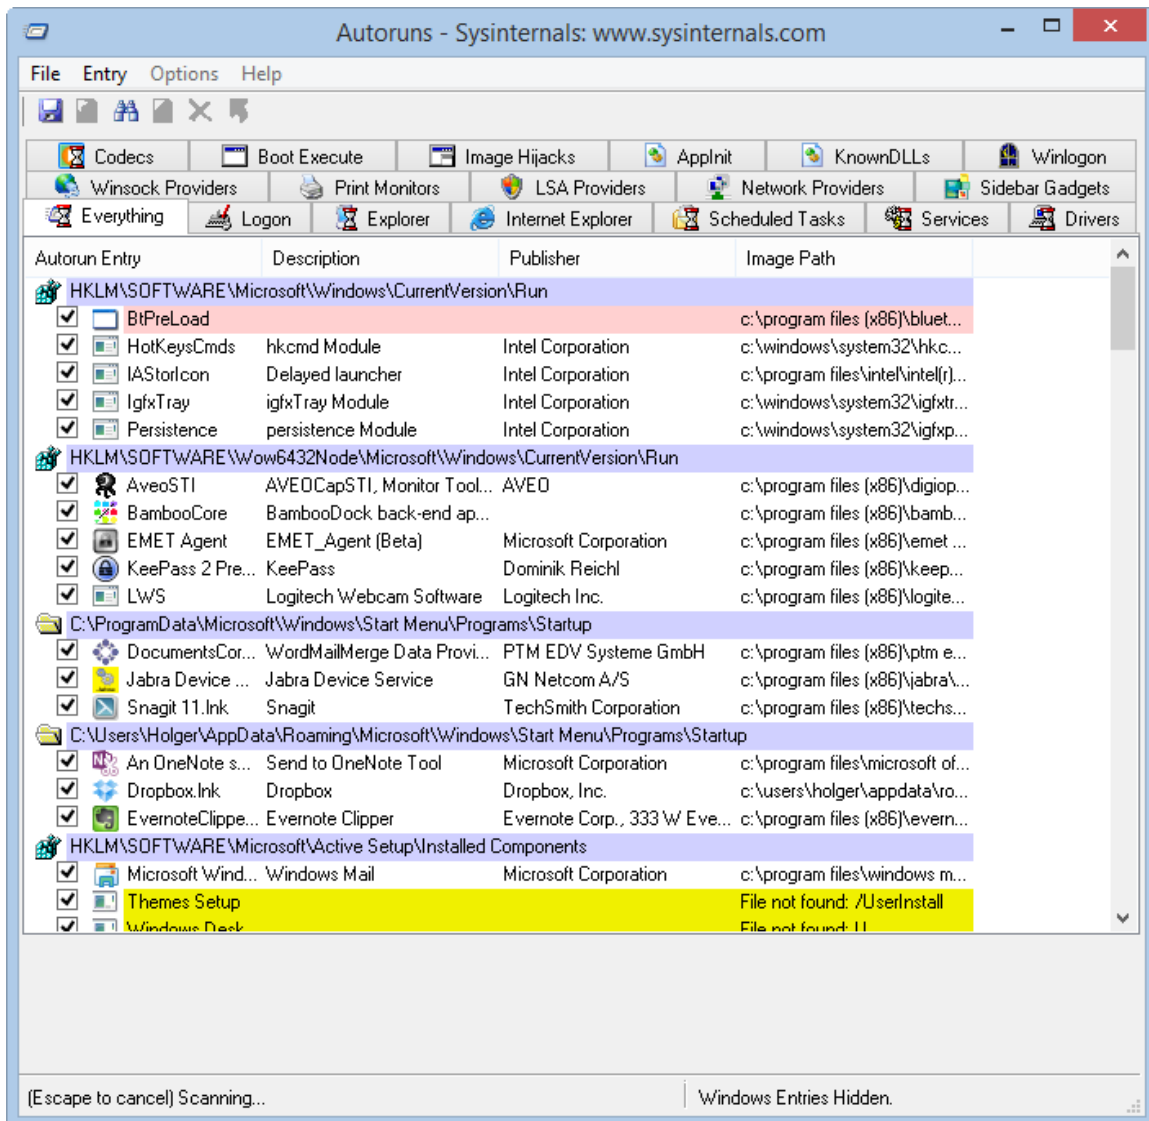 Autoruns - Sysinternals: www.sysinternals.com
File Entry Options Help
Codecs Boot Execute Image Hijacks AppInit KnownDLLs Winlogon
Winsock Providers Print Monitors LSA Providers Network Providers Sidebar Gadgets
Everything Logon Explorer Internet Explorer Scheduled Tasks Services Drivers
Autorun Entry Description Publisher Image Path
HKLM\SOFTWARE\Microsoft\Windows\CurrentVersion\Run
BtPreLoad c:\program files (x86)\bluet...
HotKeysCmds hkcmd Module Intel Corporation c:\windows\system32\hkc...
IAStorIcon Delayed launcher Intel Corporation c:\program files\intel\intel(r)...
IgfxTray igfxTray Module Intel Corporation c:\windows\system32\igfxtr...
Persistence persistence Module Intel Corporation c:\windows\system32\igfxp...
HKLM\SOFTWARE\Wow6432Node\Microsoft\Windows\CurrentVersion\Run
AveoSTI AVEOCapSTI, Monitor Tool... AVEO c:\program files (x86)\digiop...
BambooCore BambooDock back-end ap... c:\program files (x86)\bamb...
EMET Agent EMET_Agent (Beta) Microsoft Corporation c:\program files (x86)\emet ...
KeePass 2 Pre... KeePass Dominik Reichl c:\program files (x86)\keep...
LWS Logitech Webcam Software Logitech Inc. c:\program files (x86)\logite...
C:\ProgramData\Microsoft\Windows\Start Menu\Programs\Startup
DocumentsCor... WordMailMerge Data Provi... PTM EDV Systeme GmbH c:\program files (x86)\ptm e...
Jabra Device ... Jabra Device Service GN Netcom A/S c:\program files (x86)\jabra\...
Snagit 11.lnk Snagit TechSmith Corporation c:\program files (x86)\techs...
C:\Users\Holger\AppData\Roaming\Microsoft\Windows\Start Menu\Programs\Startup
An OneNote s... Send to OneNote Tool Microsoft Corporation c:\program files\microsoft of...
Dropbox.lnk Dropbox Dropbox, Inc. c:\users\holger\appdata\ro...
EvernoteClippe... Evernote Clipper Evernote Corp., 333 W Eve... c:\program files (x86)\evern...
HKLM\SOFTWARE\Microsoft\Active Setup\Installed Components
Microsoft Wind... Windows Mail Microsoft Corporation c:\program files\windows m...
Themes Setup File not found: /UserInstall
Windows Desk File not found: U
(Escape to cancel) Scanning... Windows Entries Hidden.